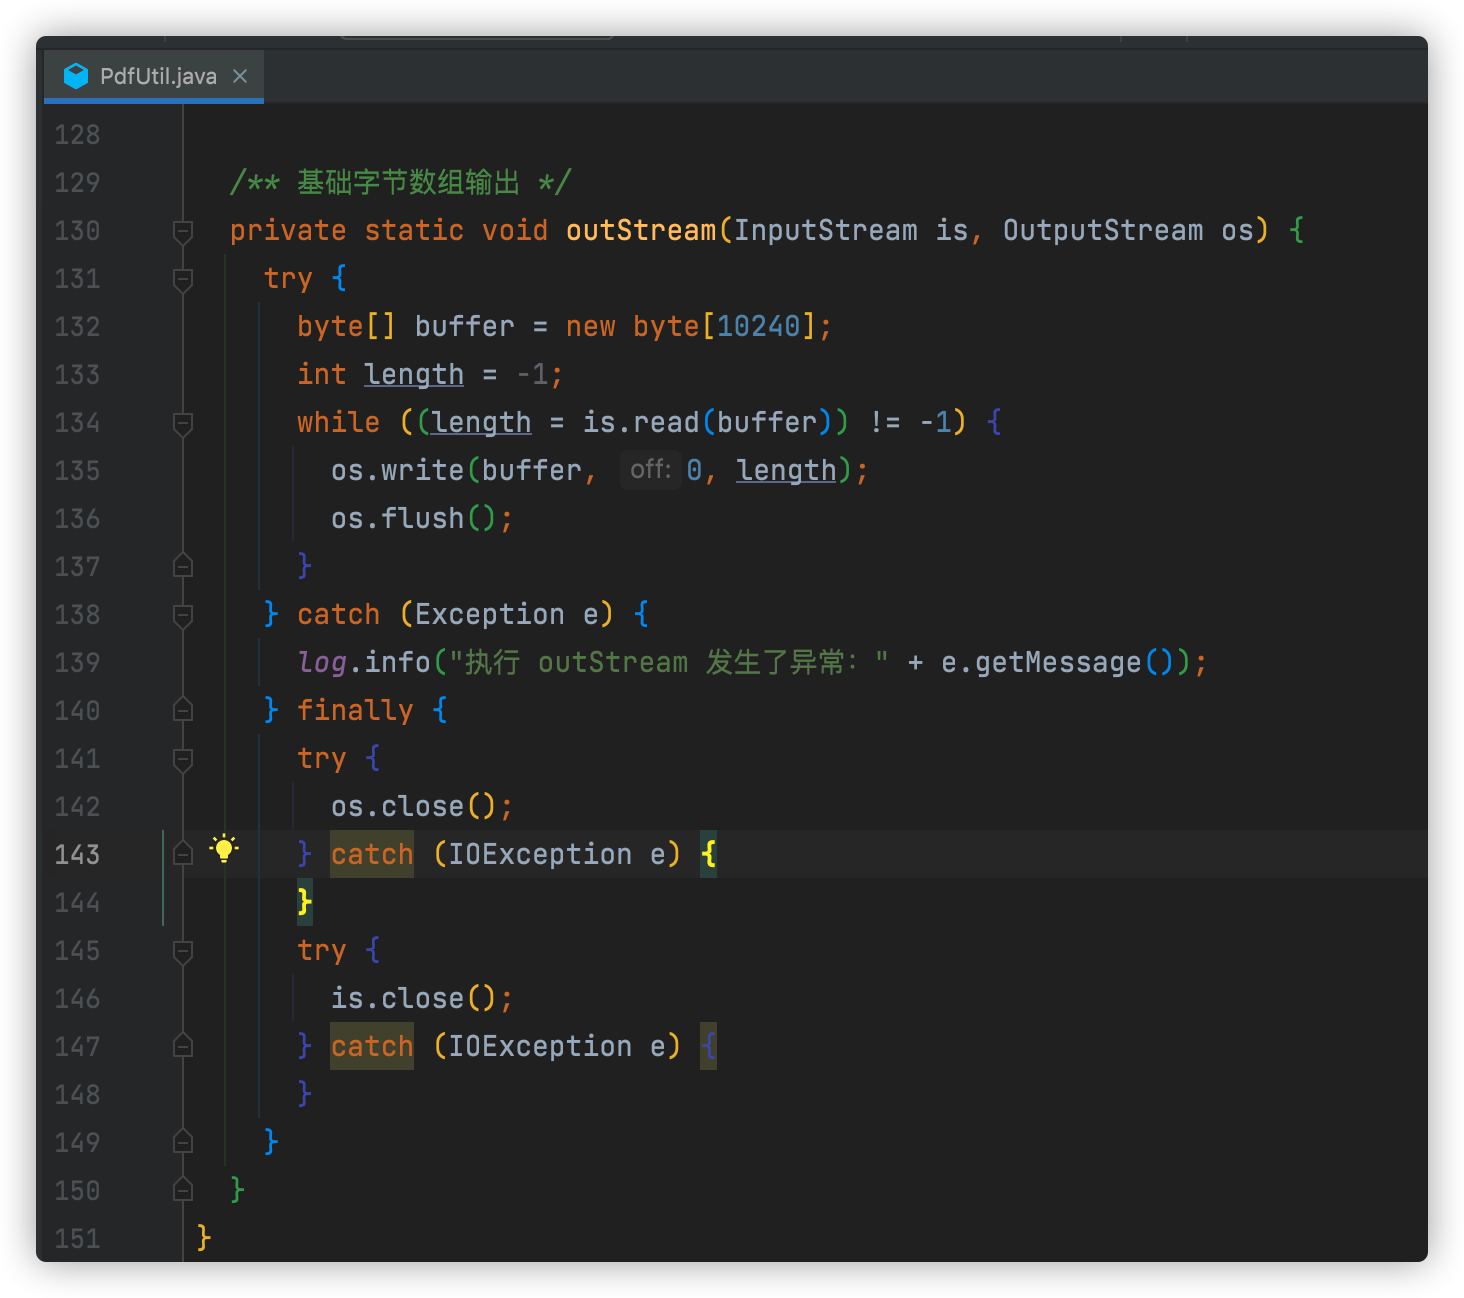 PdfUtil.java
128
129 /** 基础字节数组输出 */
130 private static void outStream(InputStream is, OutputStream os) {
131 try {
132 byte[] buffer = new byte[10240];
133 int length = -1;
134 while ((length = is.read(buffer)) != -1) {
135 os.write(buffer, off: 0, length);
136 os.flush();
137 }
138 } catch (Exception e) {
139 log.info("执行 outStream 发生了异常：" + e.getMessage());
140 } finally {
141 try {
142 os.close();
143 } catch (IOException e) {
144 }
145 try {
146 is.close();
147 } catch (IOException e) {
148 }
149 }
150 }
151 }